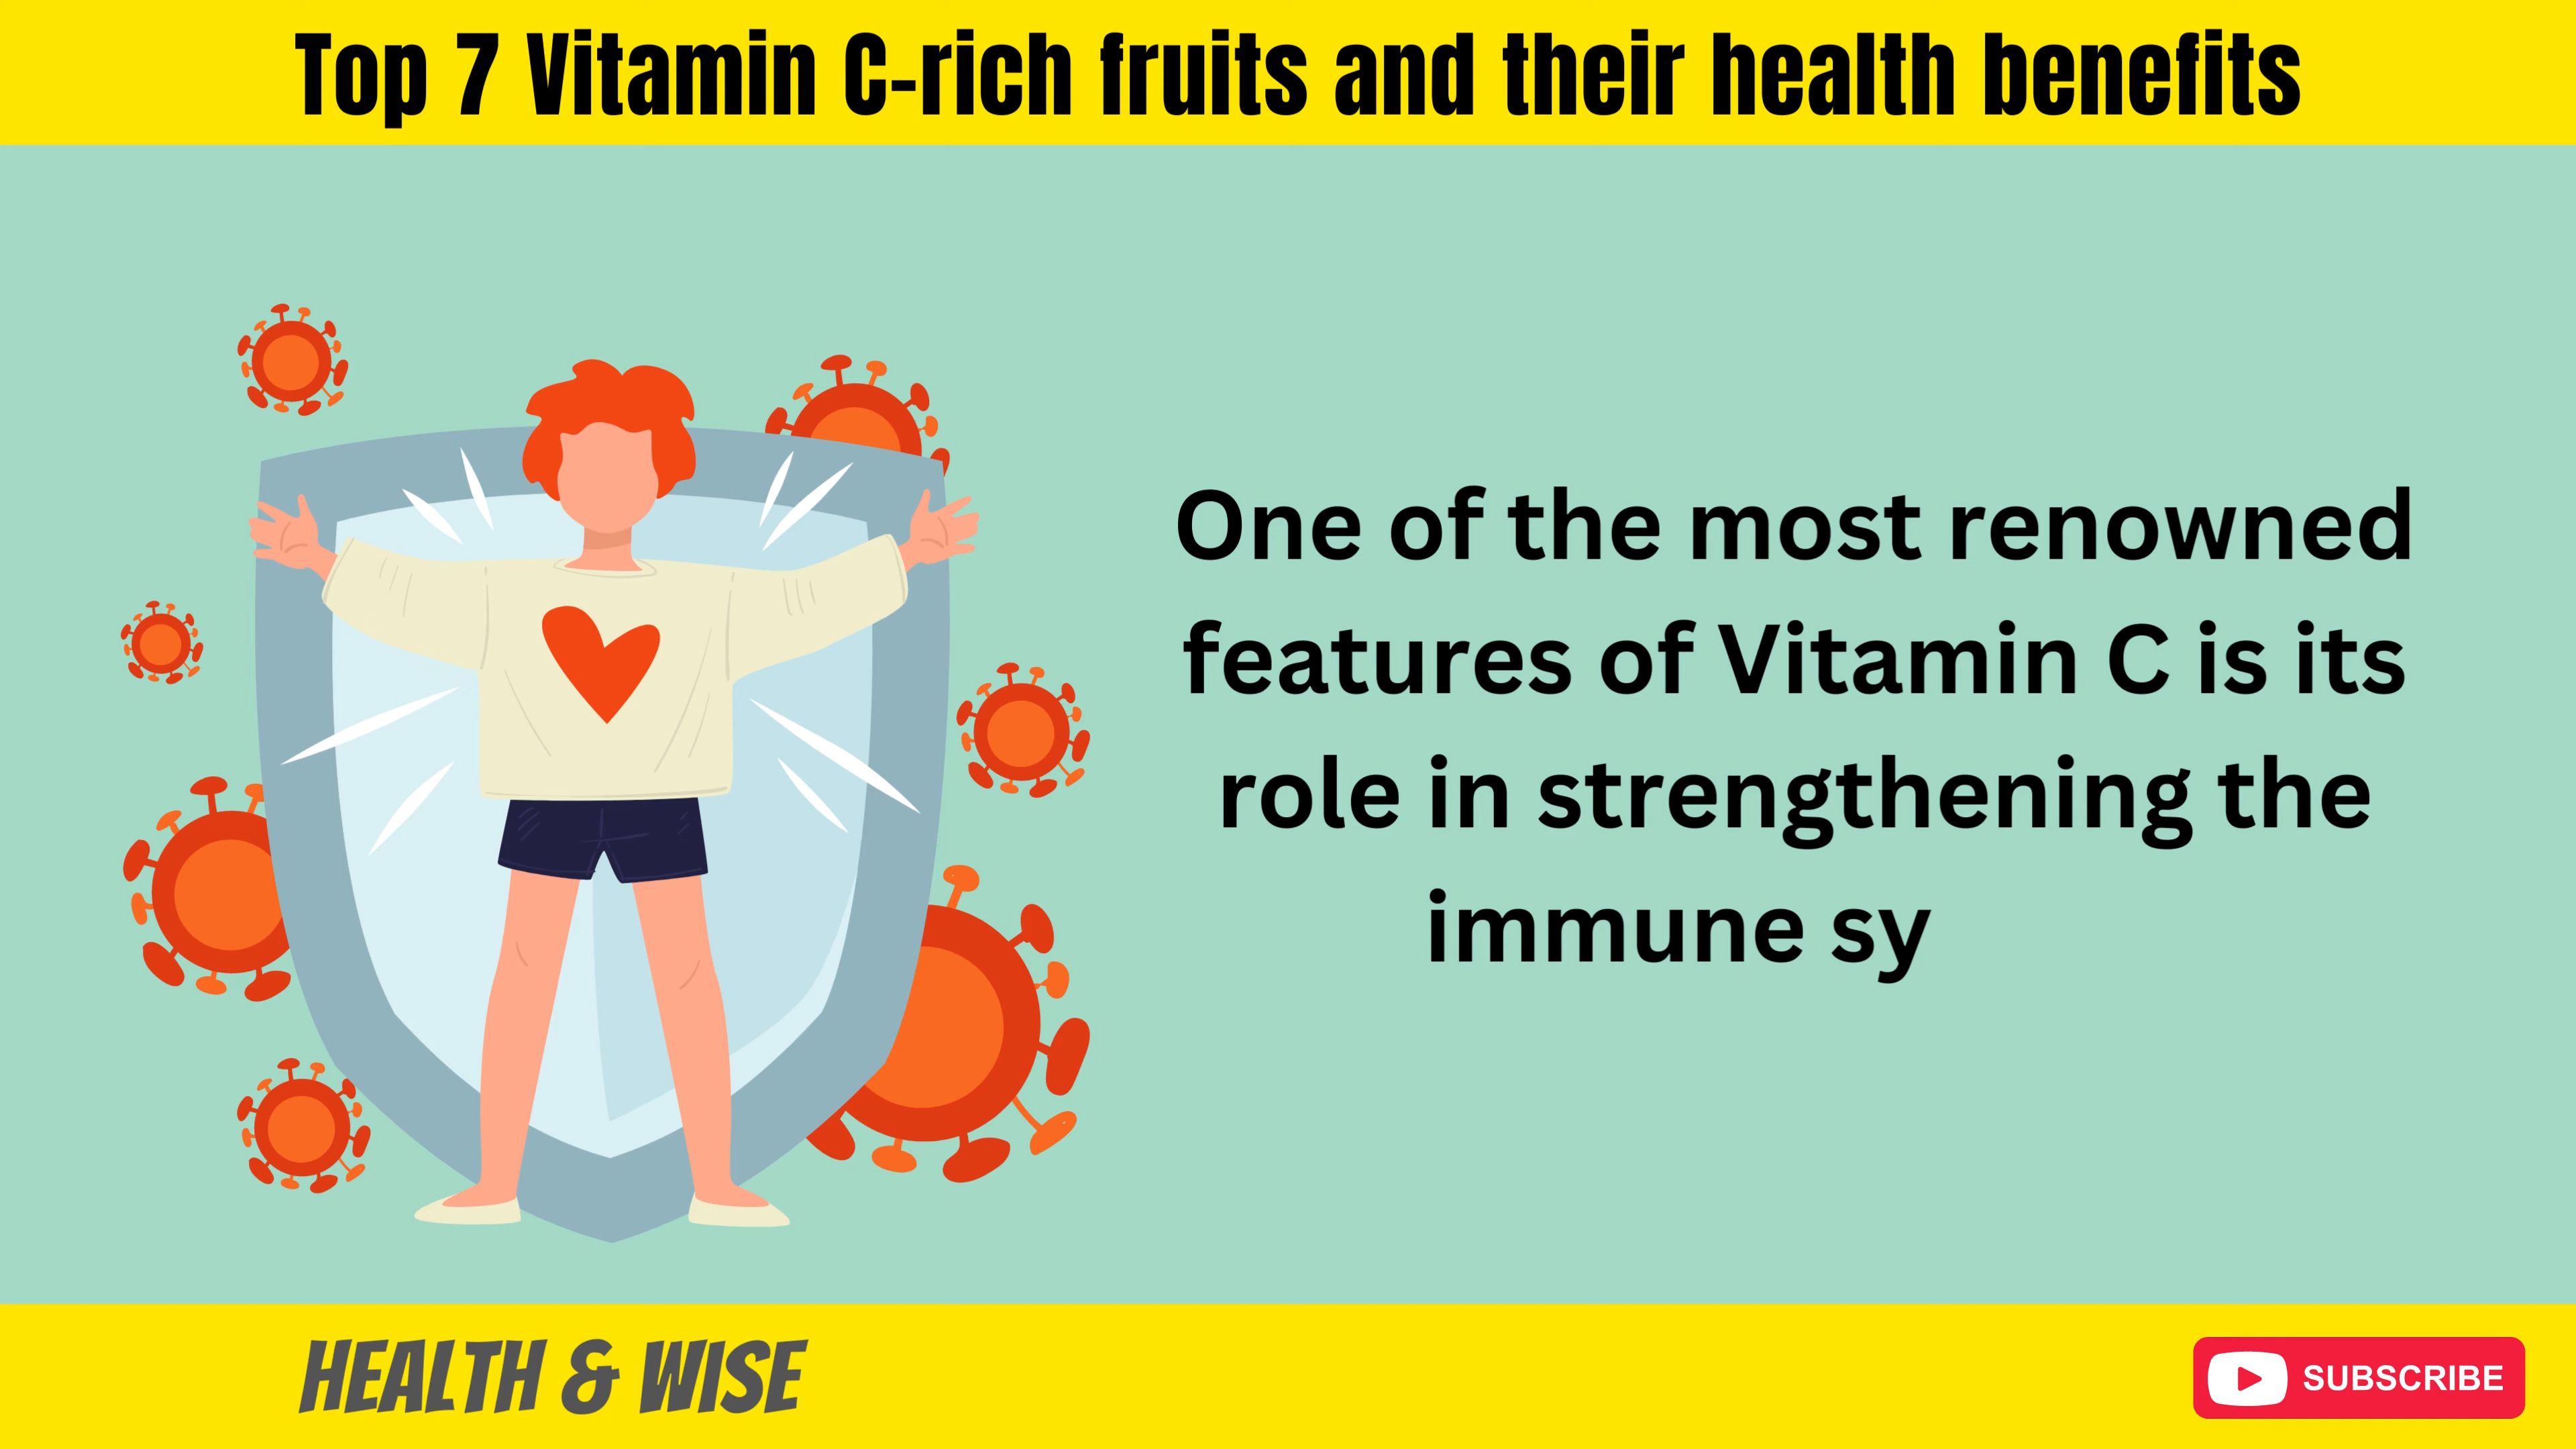 Top 7 Vitamin C-rich fruits and their health benefits
One of the most renowned
features of Vitamin C is its
role in strengthening the
immune sy
HEALTH & WISE
SUBSCRIBE